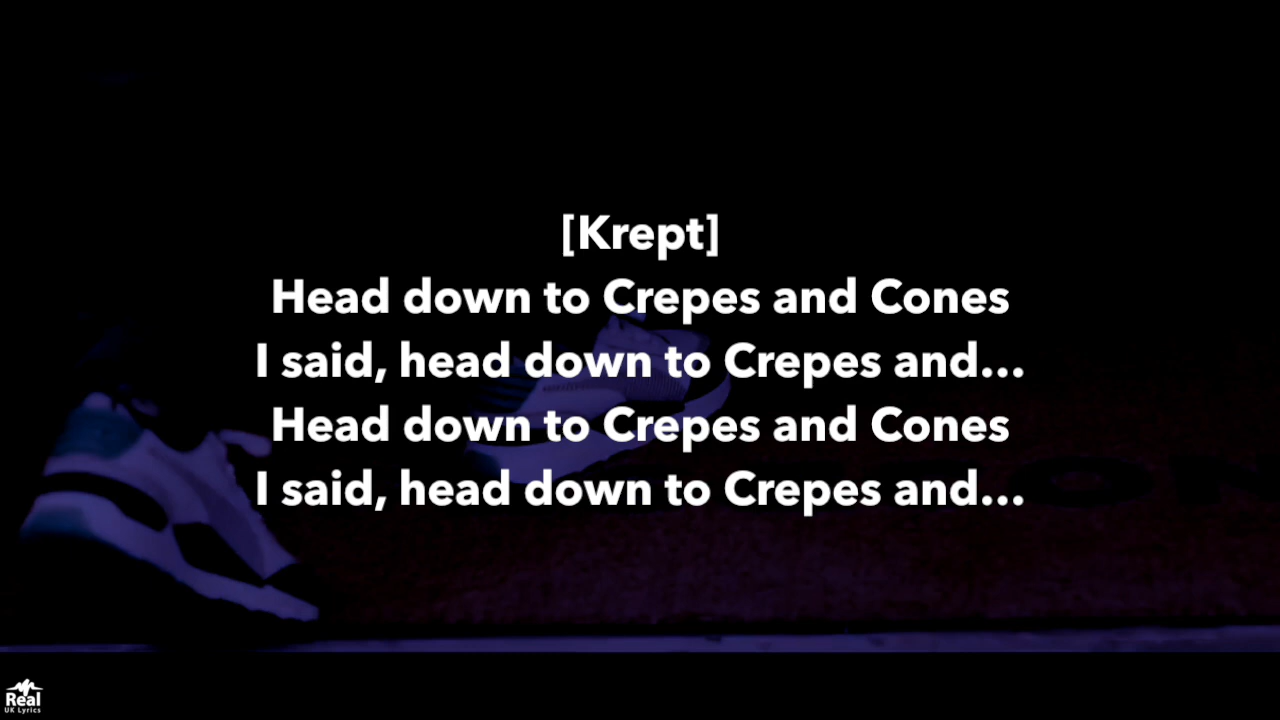 [Krept]
Head down to Crepes and Cones
I said, head down to Crepes and...
Head down to Crepes and Cones
I said, head down to Crepes and...
Real
UK Lyrics